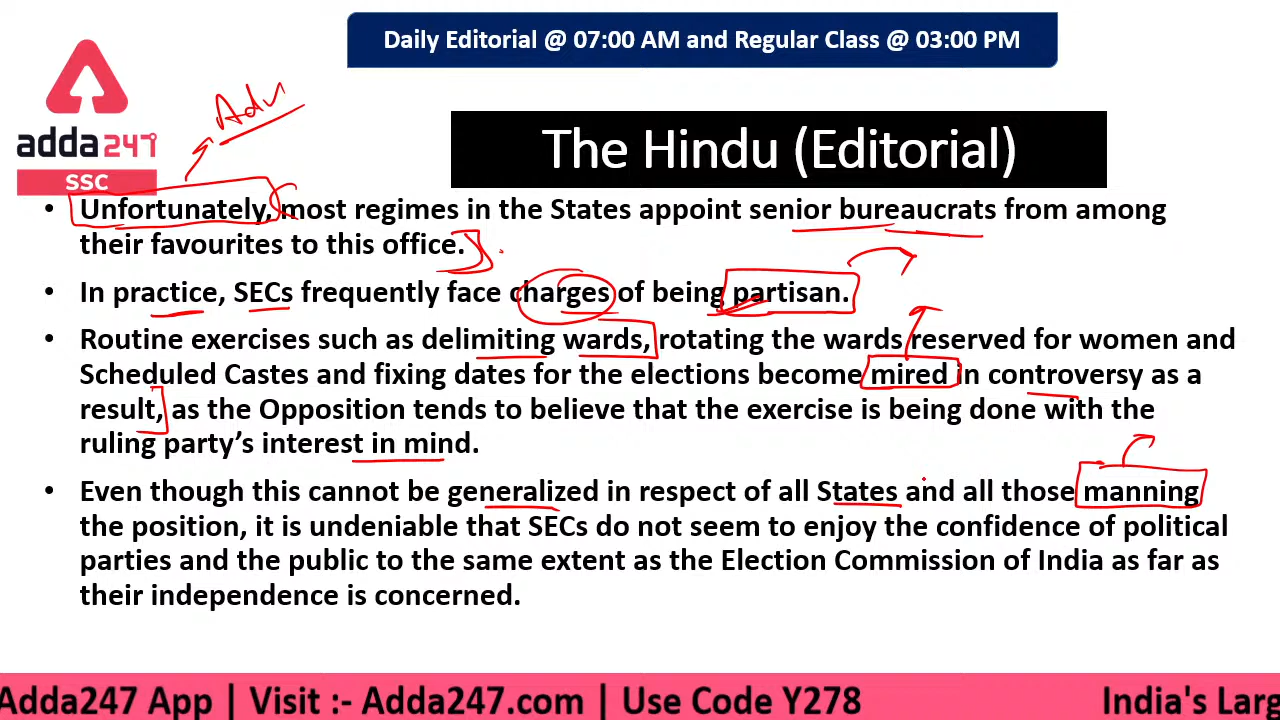 Daily Editorial @ 07:00 AM and Regular Class @ 03:00 PM
Adv
adda247
SSC
The Hindu (Editorial)
• Unfortunately, most regimes in the States appoint senior bureaucrats from among
their favourites to this office.
• In practice, SECs frequently face charges of being partisan.
• Routine exercises such as delimiting wards, rotating the wards reserved for women and
Scheduled Castes and fixing dates for the elections become mired in controversy as a
result, as the Opposition tends to believe that the exercise is being done with the
ruling party's interest in mind.
• Even though this cannot be generalized in respect of all States and all those manning
the position, it is undeniable that SECs do not seem to enjoy the confidence of political
parties and the public to the same extent as the Election Commission of India as far as
their independence is concerned.
Adda247 App | Visit :- Adda247.com | Use Code Y278 India's Larg